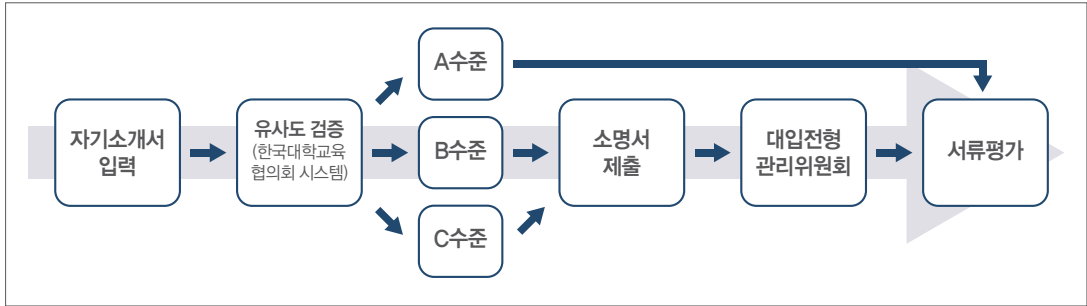 자기소개서
입력
유사도 검증
(한국대학교육
협의회 시스템)
A수준
B수준
C수준
소명서
제출
대입전형
관리위원회
서류평가